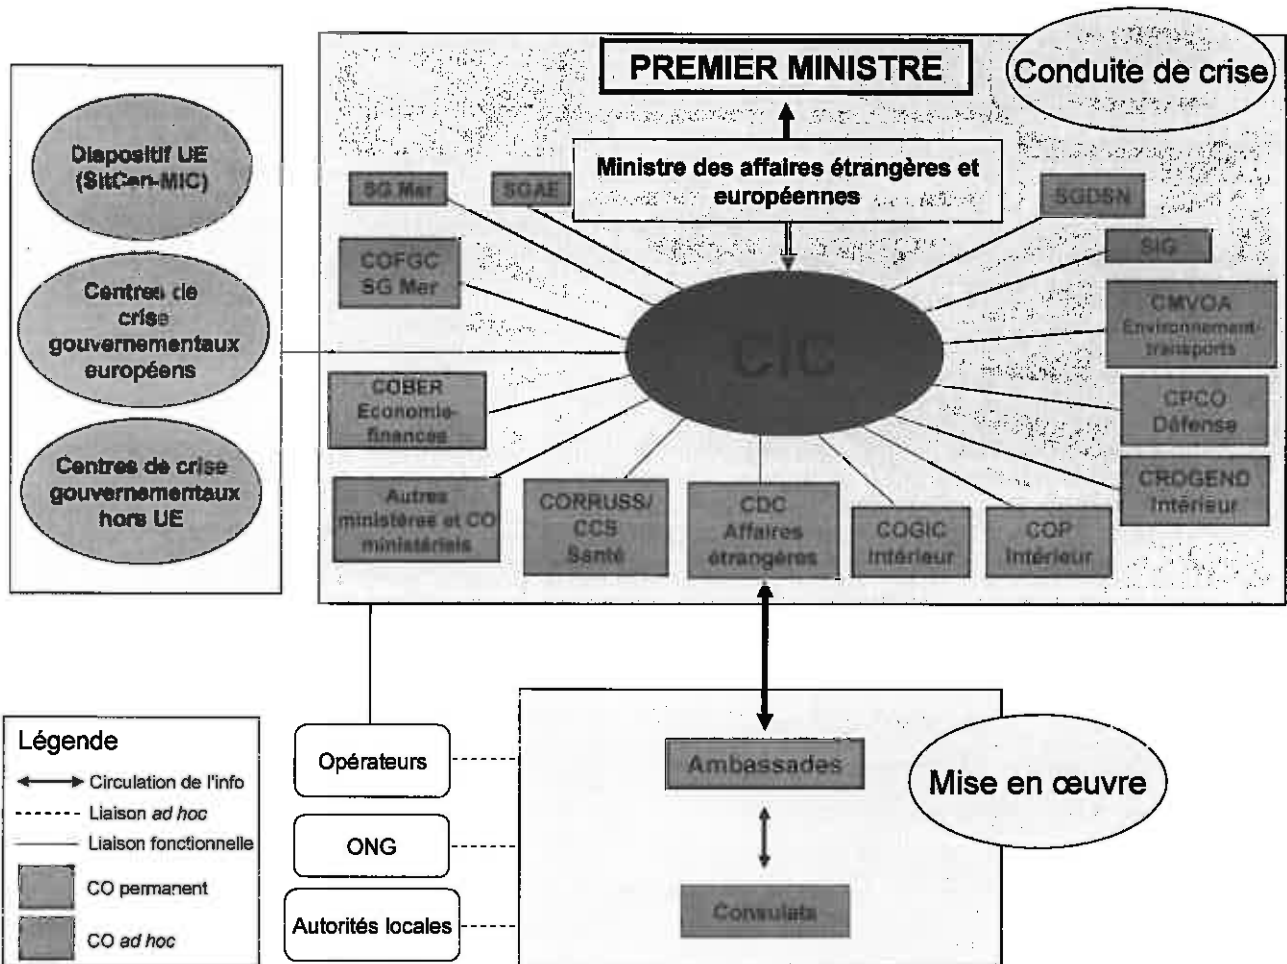 PREMIER MINISTRE
Conduite de crise
Dispositif UE
(SitCen-MIC)
Centres de
crise
gouvernementaux
européens
Centres de crise
gouvernementaux
hors UE
Ministre des affaires étrangères et
européennes
SG Mer
SGAE
SGDSN
COFGC
SG Mer
SIG
CIC
CMVOA
Environnement-
transports
COBER
Economie-
finances
CPCO
Défense
Autres
ministères et CO
ministériels
CORRUSS/
CCS
Santé
CDC
Affaires
étrangères
COGIC
Intérieur
COP
Intérieur
CROGEND
Intérieur
Légende
Circulation de l'info
Liaison ad hoc
Liaison fonctionnelle
CO permanent
CO ad hoc
Opérateurs
ONG
Autorités locales
Ambassades
Consulats
Mise en œuvre